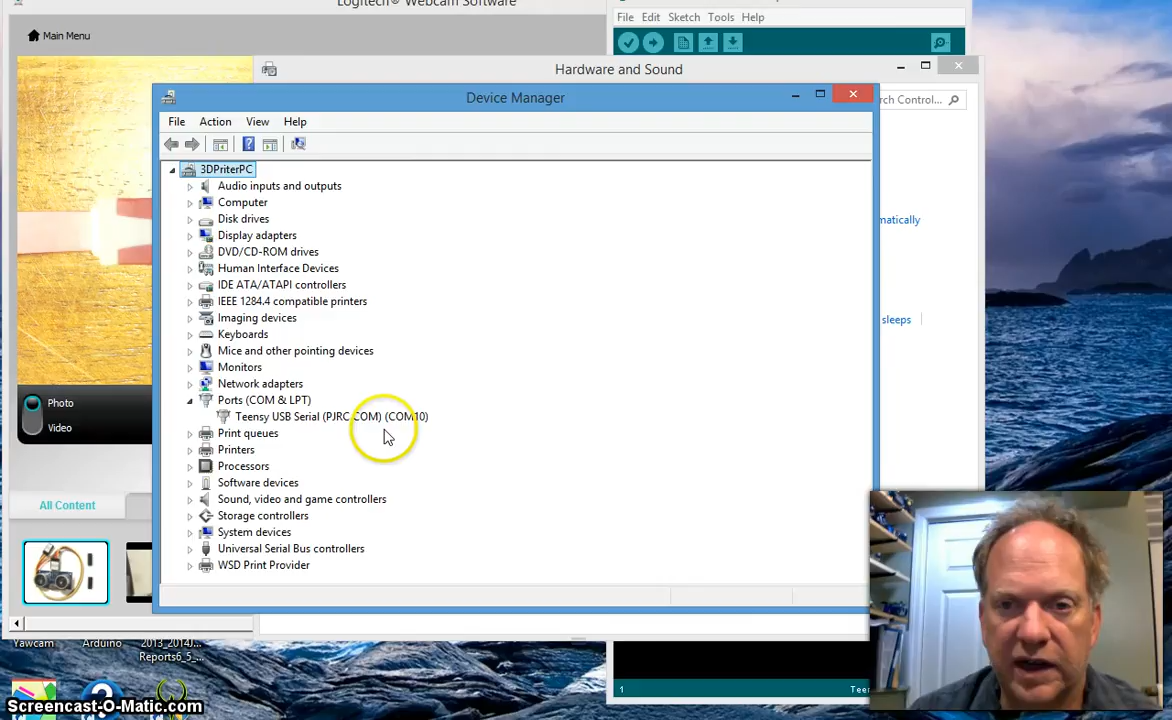 Logitech® Webcam Software
File Edit Sketch Tools Help
Main Menu
Hardware and Sound
Device Manager
rch Control...
File Action View Help
3DPriterPC
Audio inputs and outputs
Computer
Disk drives
matically
Display adapters
DVD/CD-ROM drives
Human Interface Devices
IDE ATA/ATAPI controllers
IEEE 1284.4 compatible printers
Imaging devices
sleeps
Keyboards
Mice and other pointing devices
Monitors
Network adapters
Photo
Ports (COM & LPT)
Teensy USB Serial (PJRC.COM) (COM10)
Video
Print queues
Printers
Processors
Software devices
Sound, video and game controllers
All Content
Storage controllers
System devices
Universal Serial Bus controllers
WSD Print Provider
Yawcam Arduino 2013_2014)
Reports6_5_...
1 Teen
Screencast-O-Matic.com